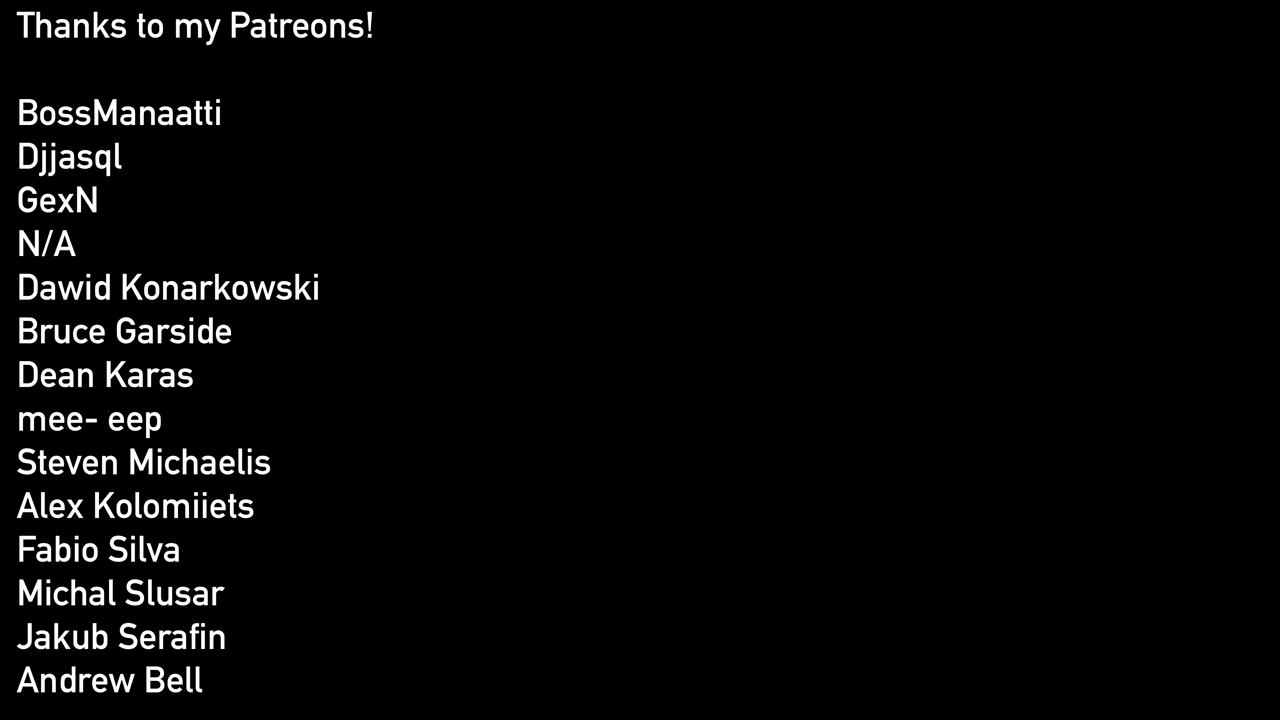 Thanks to my Patreons!
BossManaatti
Djjasql
GexN
N/A
Dawid Konarkowski
Bruce Garside
Dean Karas
mee- eep
Steven Michaelis
Alex Kolomiiets
Fabio Silva
Michal Slusar
Jakub Serafin
Andrew Bell